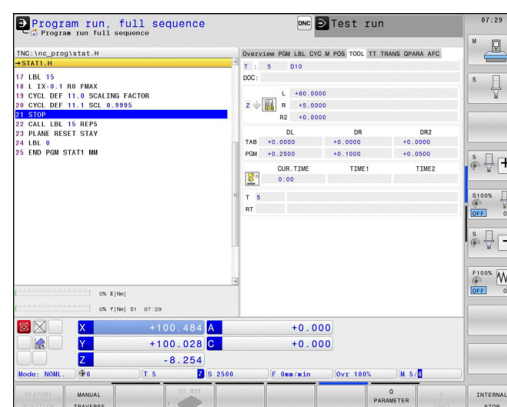 Program run, full sequence
Program run full sequence
DNC
Test run
07:29
TNC:\nc_prog\stat.H
→STAT1.H
17 LBL 15
18 L IX-0.1 R0 FMAX
19 CYCL DEF 11.0 SCALING FACTOR
20 CYCL DEF 11.1 SCL 0.9995
21 STOP
22 CALL LBL 15 REP5
23 PLANE RESET STAY
24 LBL 0
25 END PGM STAT1 MM
Overview PGM LBL CYC M POS TOOL TT TRANS QPARA AFC
T : 5 D10
DOC:
L +60.0000
Z R +5.0000
R2 +0.0000
DL DR DR2
TAB +0.0000 +0.0000 +0.0000
PGM +0.2500 +0.1000 +0.0500
CUR.TIME TIME1 TIME2
0:00
T 5
RT
0% X[Nm]
0% Y[Nm] S1 07:29
X +100.484 A +0.000
Y +100.028 C +0.000
Z -8.254
Mode: NOML. 0 T 5 Z S 2500 F 0mm/min Ovr 100% M 5/
M
S
S
S100%
OFF
S
F100% W
OFF
MANUAL
TRAVERSE
3D ROT
Q
PARAMETER
INTERNAL
STOP